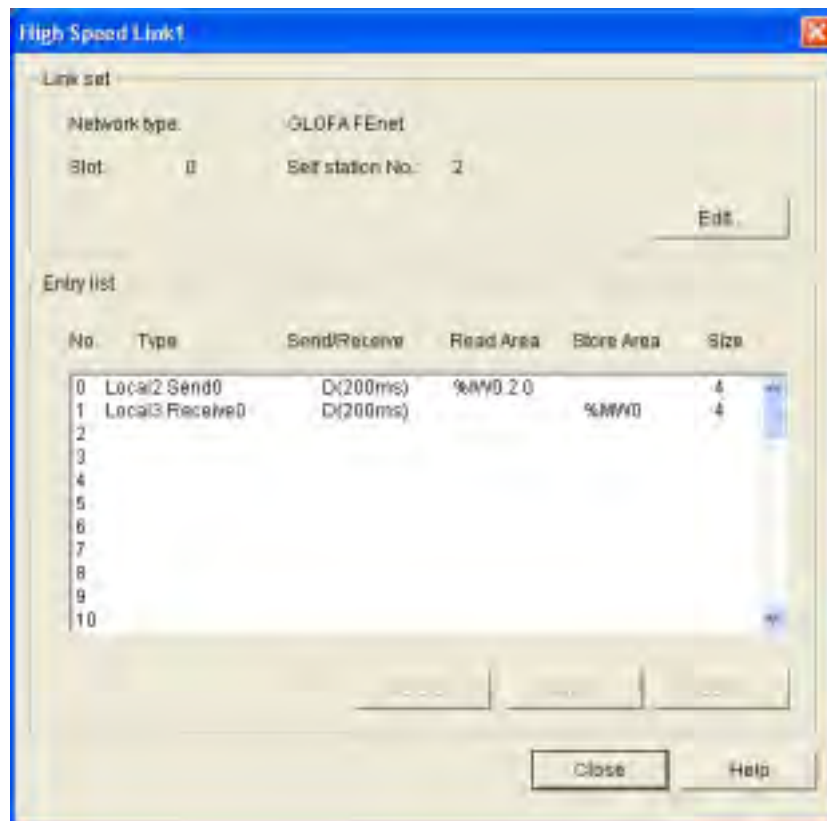 High Speed Link1
Link set
Network type: GLOFA FEnet
Slot: 0 Self station No.: 2
Edit..
Entry list
No. Type Send/Receive Read Area Store Area Size
0 Local2 Send0 D(200ms) %IW0.2.0 4
1 Local3 Receive0 D(200ms) %MW0 4
2
3
4
5
6
7
8
9
10
Close Help